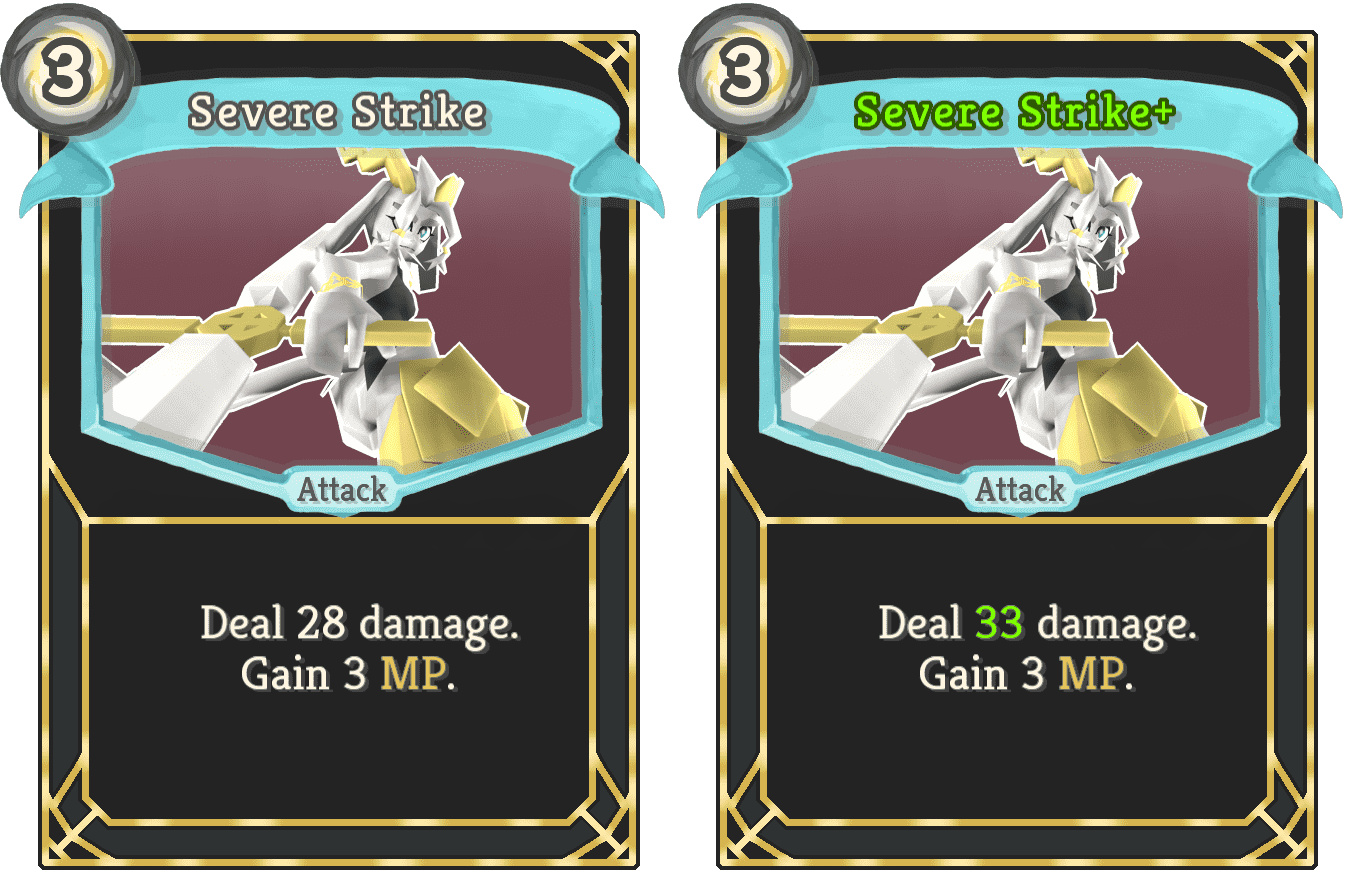 3
Severe Strike
Attack
Deal 28 damage.
Gain 3 MP.
3
Severe Strike+
Attack
Deal 33 damage.
Gain 3 MP.